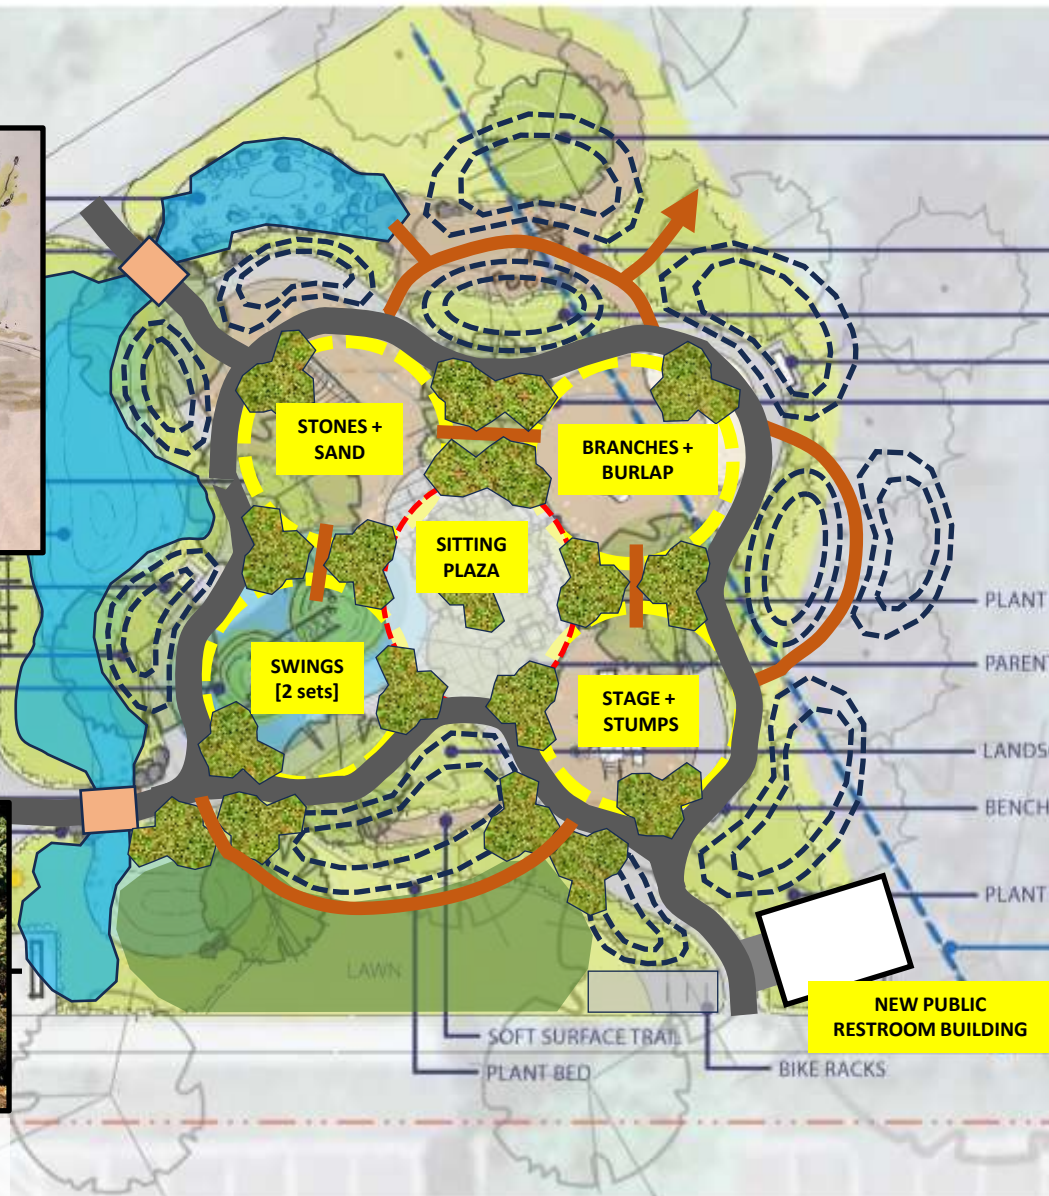 STONES +
SAND
BRANCHES +
BURLAP
SITTING
PLAZA
SWINGS
[2 sets]
STAGE +
STUMPS
PLANT
PARENT
LANDSC
BENCH
PLANT
LAWN
NEW PUBLIC
RESTROOM BUILDING
SOFT SURFACE TRAIL
PLANT BED
BIKE RACKS